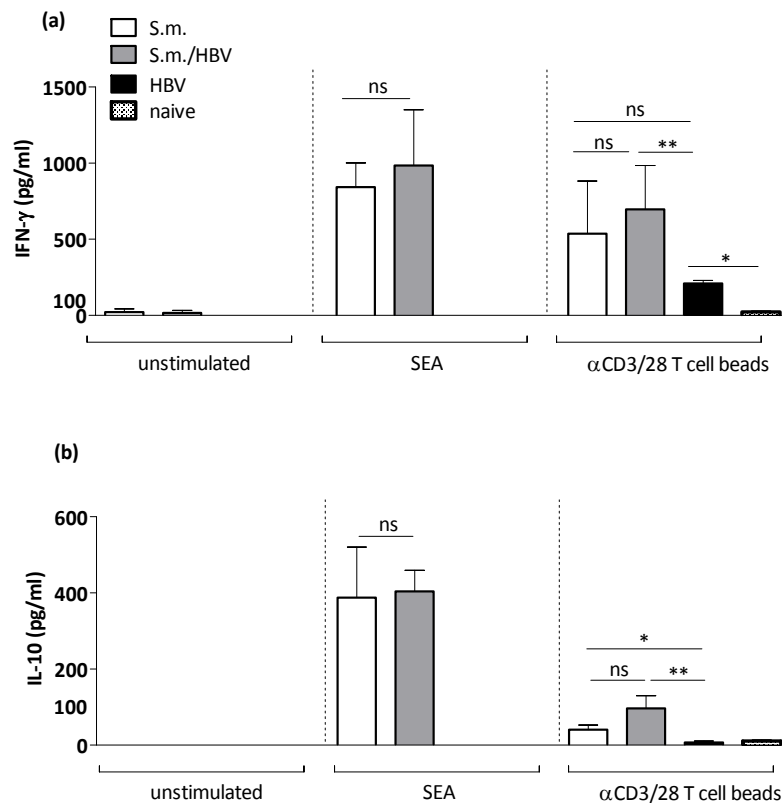 (a)
S.m.
S.m./HBV
HBV
naive
IFN-γ (pg/ml)
1500
1000
500
100
0
ns
ns
ns
**
*
unstimulated
SEA
αCD3/28 T cell beads
(b)
IL-10 (pg/ml)
600
400
200
100
0
ns
*
ns
**
unstimulated
SEA
αCD3/28 T cell beads